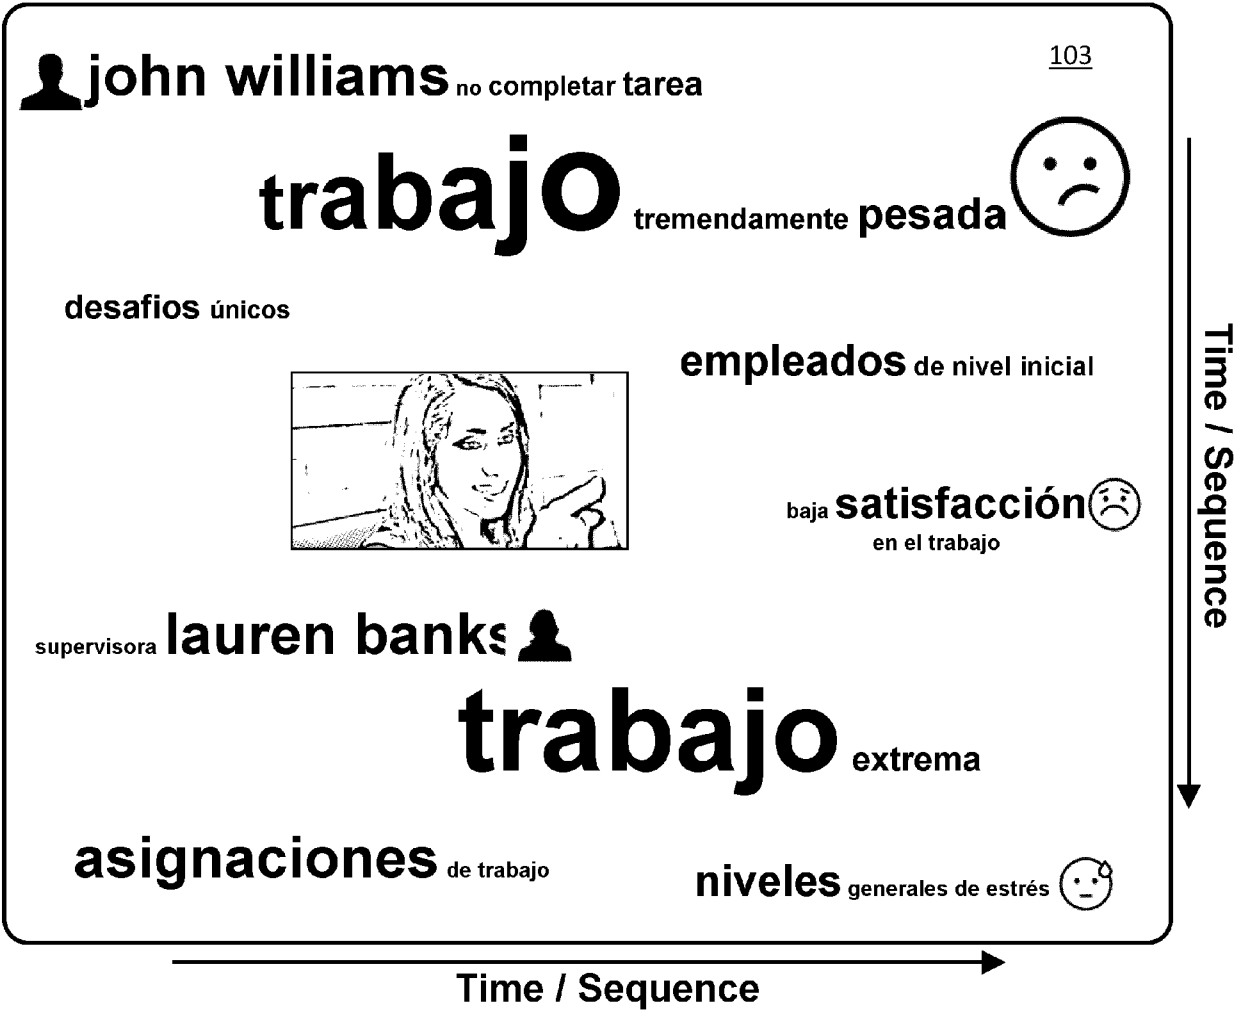 103
john williams no completar tarea
trabajo tremendamente pesada
desafios únicos
empleados de nivel inicial
baja satisfacción
en el trabajo
supervisora lauren banks
trabajo extrema
asignaciones de trabajo
niveles generales de estrés
Time / Sequence
Time / Sequence